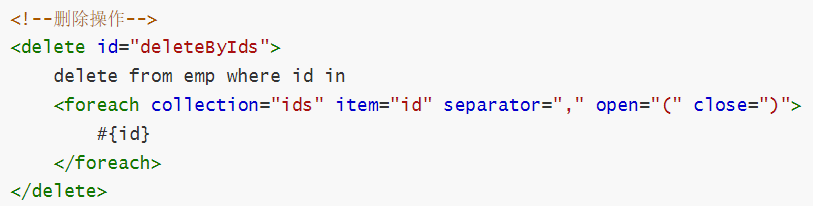 <!--删除操作-->
<delete id="deleteByIds">
    delete from emp where id in
    <foreach collection="ids" item="id" separator="," open="(" close=")">
        #{id}
    </foreach>
</delete>